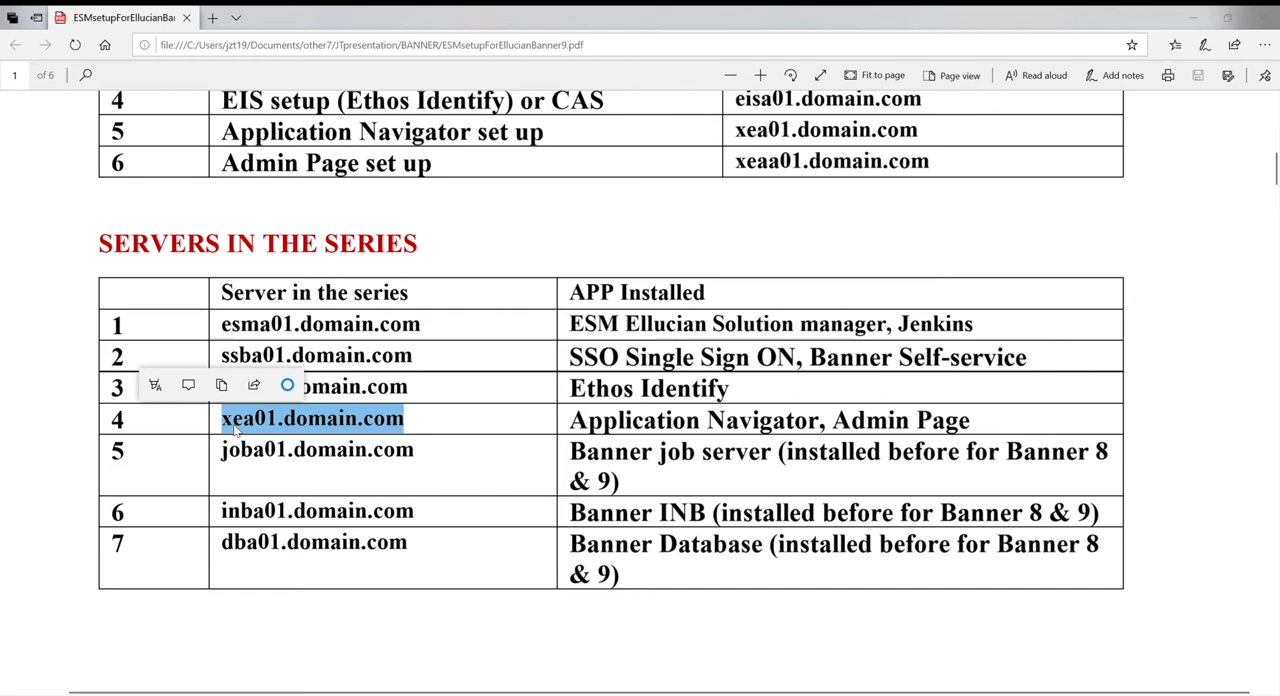 ESMsetupForEllucianBan
file:///C:/Users/jzt19/Documents/other7/JTpresentation/BANNER/ESMsetupForEllucianBanner9.pdf
1 of 6 Fit to page Page view Read aloud Add notes
4 EIS setup (Ethos Identify) or CAS eisa01.domain.com
5 Application Navigator set up xea01.domain.com
6 Admin Page set up xeaa01.domain.com
SERVERS IN THE SERIES
Server in the series APP Installed
1 esma01.domain.com ESM Ellucian Solution manager, Jenkins
2 ssba01.domain.com SSO Single Sign ON, Banner Self-service
3 omain.com Ethos Identify
4 xea01.domain.com Application Navigator, Admin Page
5 joba01.domain.com Banner job server (installed before for Banner 8
& 9)
6 inba01.domain.com Banner INB (installed before for Banner 8 & 9)
7 dba01.domain.com Banner Database (installed before for Banner 8
& 9)